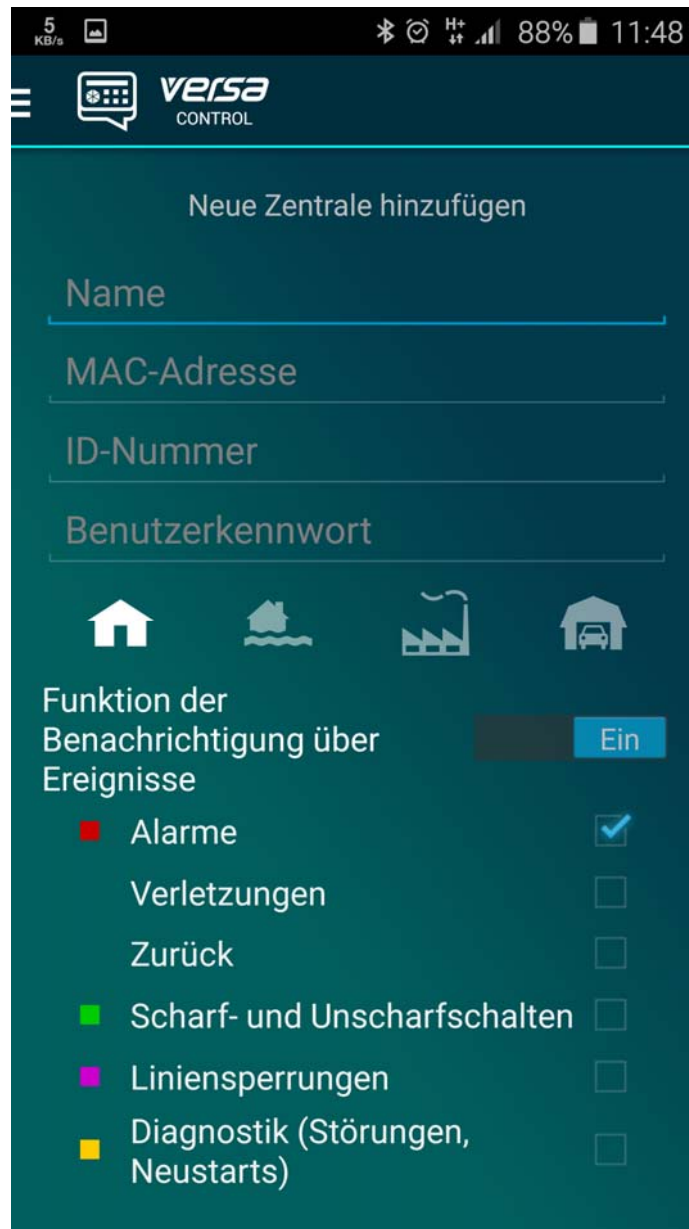 5
KB/s
H+
88% 11:48
versa
CONTROL
Neue Zentrale hinzufügen
Name
MAC-Adresse
ID-Nummer
Benutzerkennwort
Funktion der
Benachrichtigung über
Ereignisse
Ein
Alarme
Verletzungen
Zurück
Scharf- und Unscharfschalten
Liniensperrungen
Diagnostik (Störungen,
Neustarts)